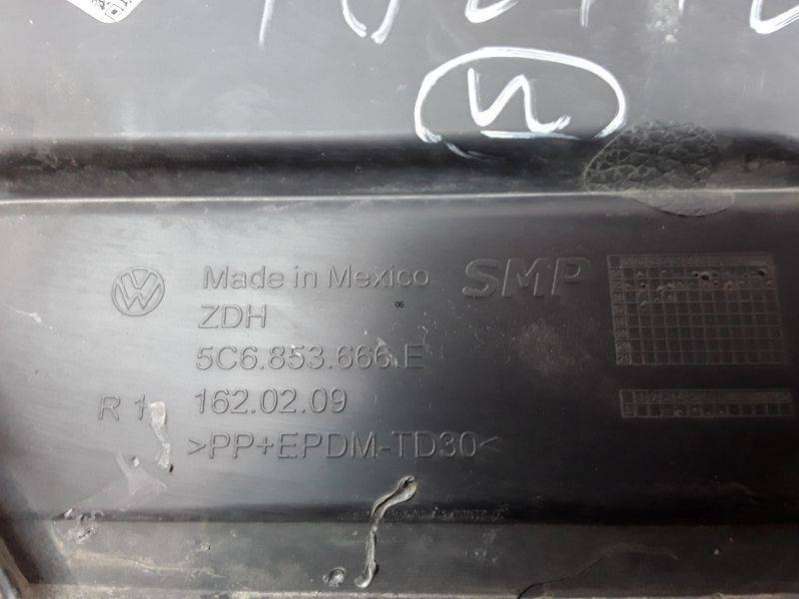 Made in Mexico
SMP
ZDH
5C6.853.666.E
R 1
162.02.09
>PP+EPDM-TD30<